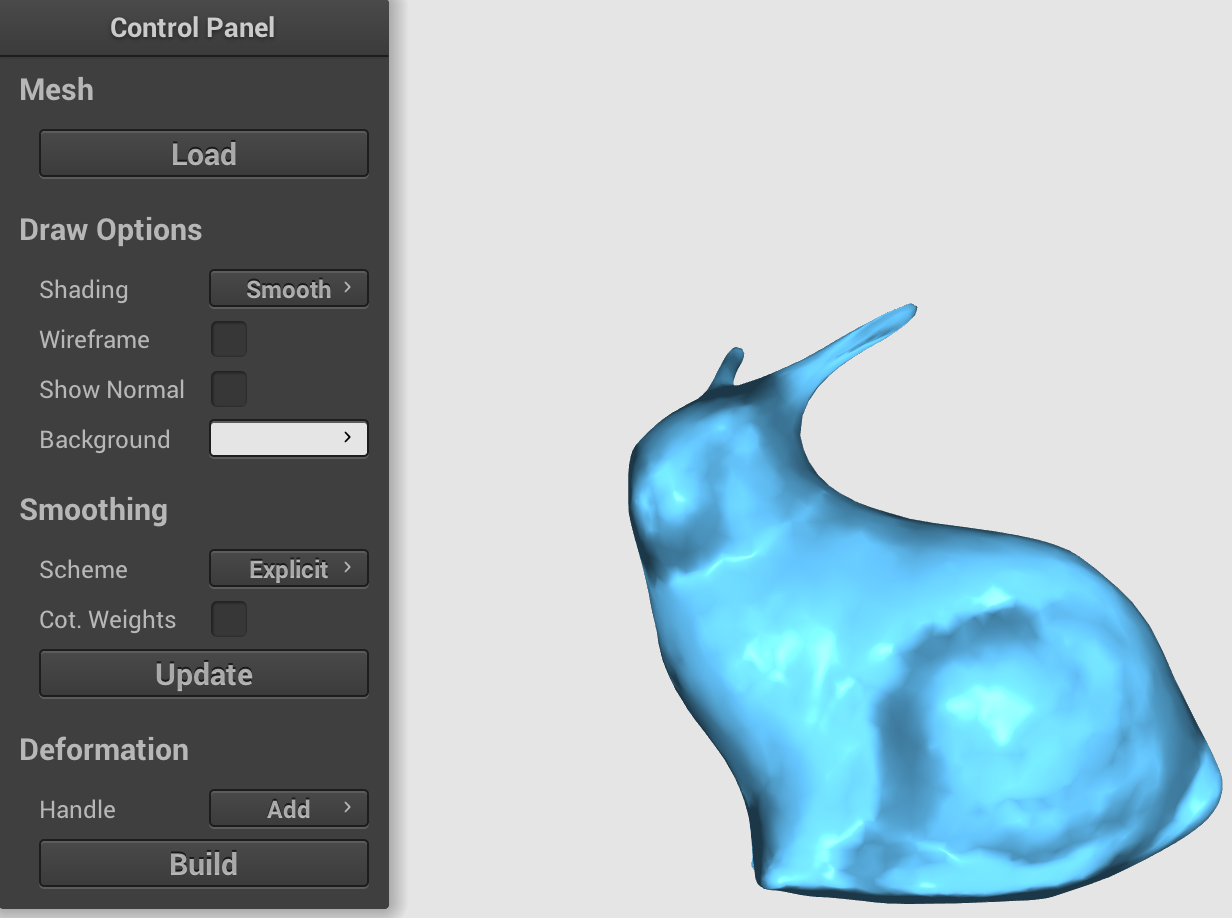 Control Panel
Mesh
Load
Draw Options
Shading Smooth
Wireframe
Show Normal
Background
Smoothing
Scheme Explicit
Cot. Weights
Update
Deformation
Handle Add
Build